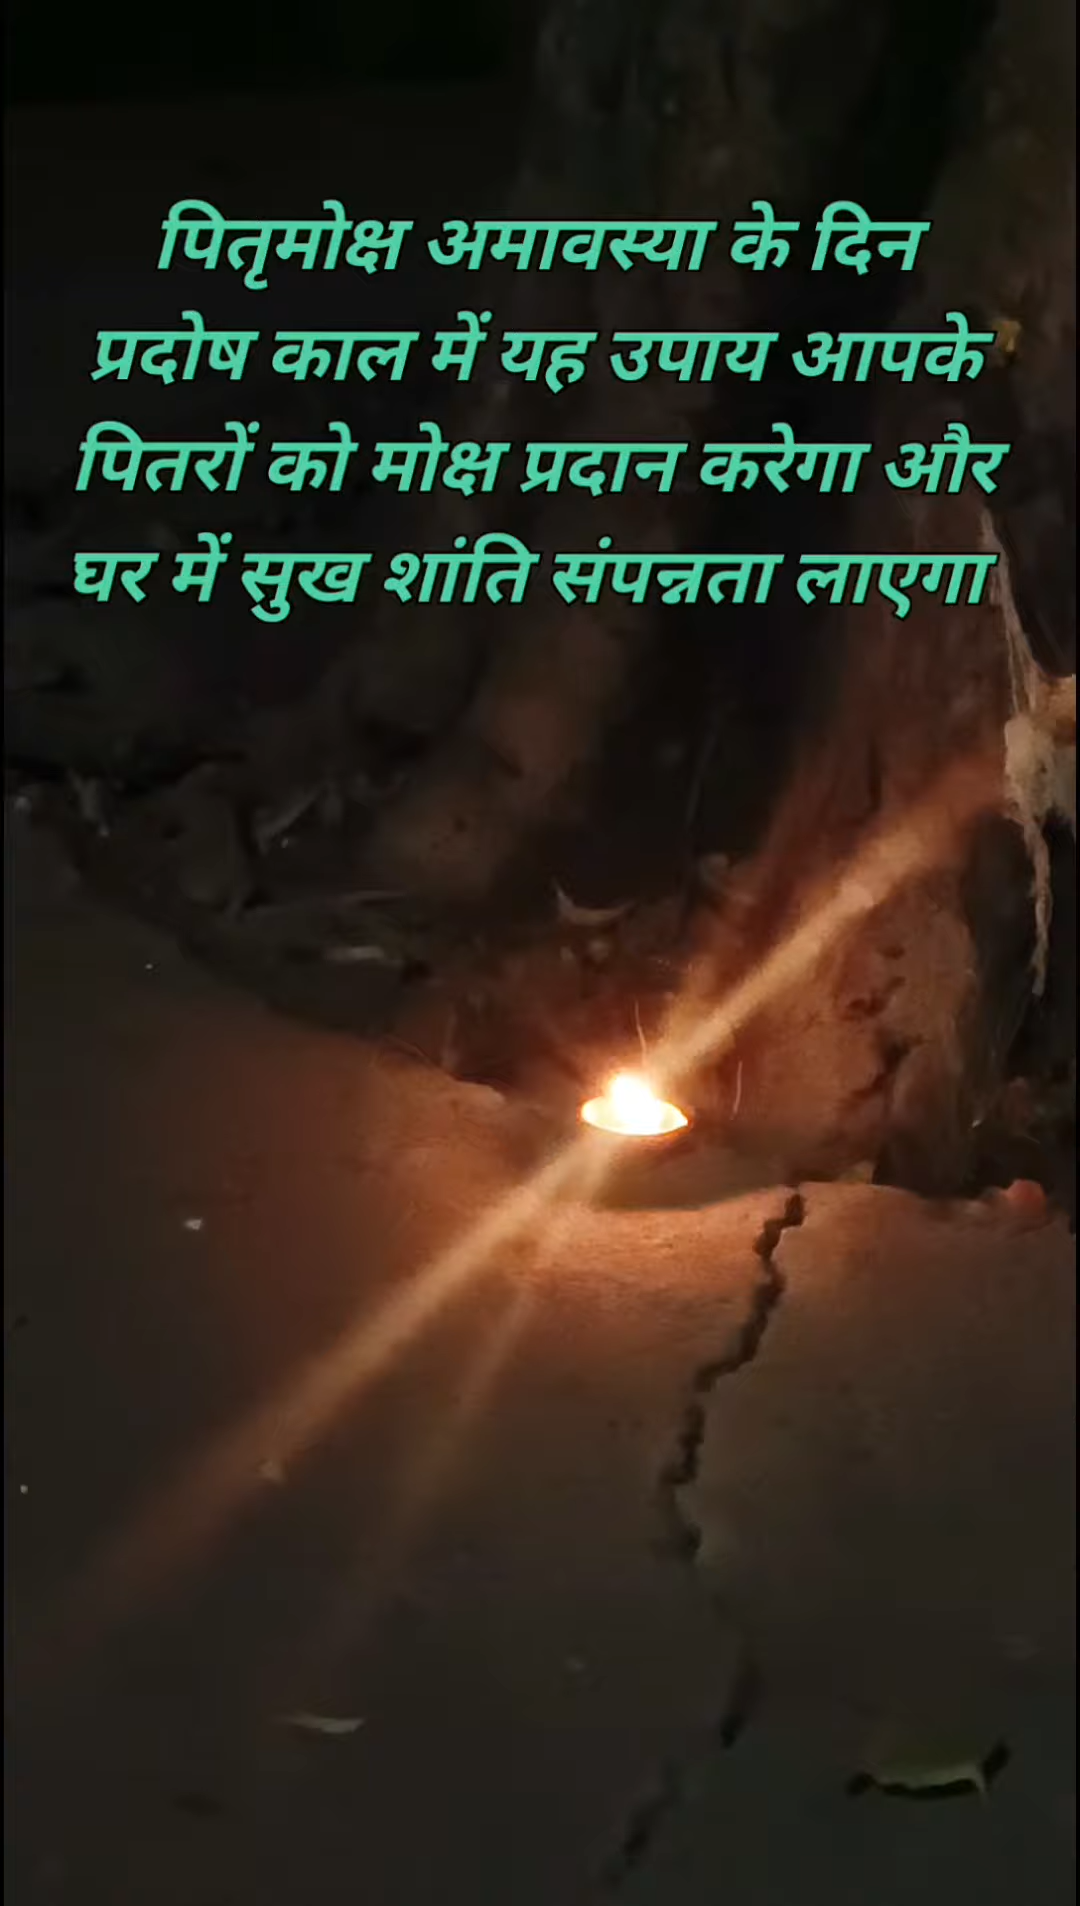 पितृमोक्ष अमावस्या के दिन
प्रदोष काल में यह उपाय आपके
पितरों को मोक्ष प्रदान करेगा और
घर में सुख शांति संपन्नता लाएगा